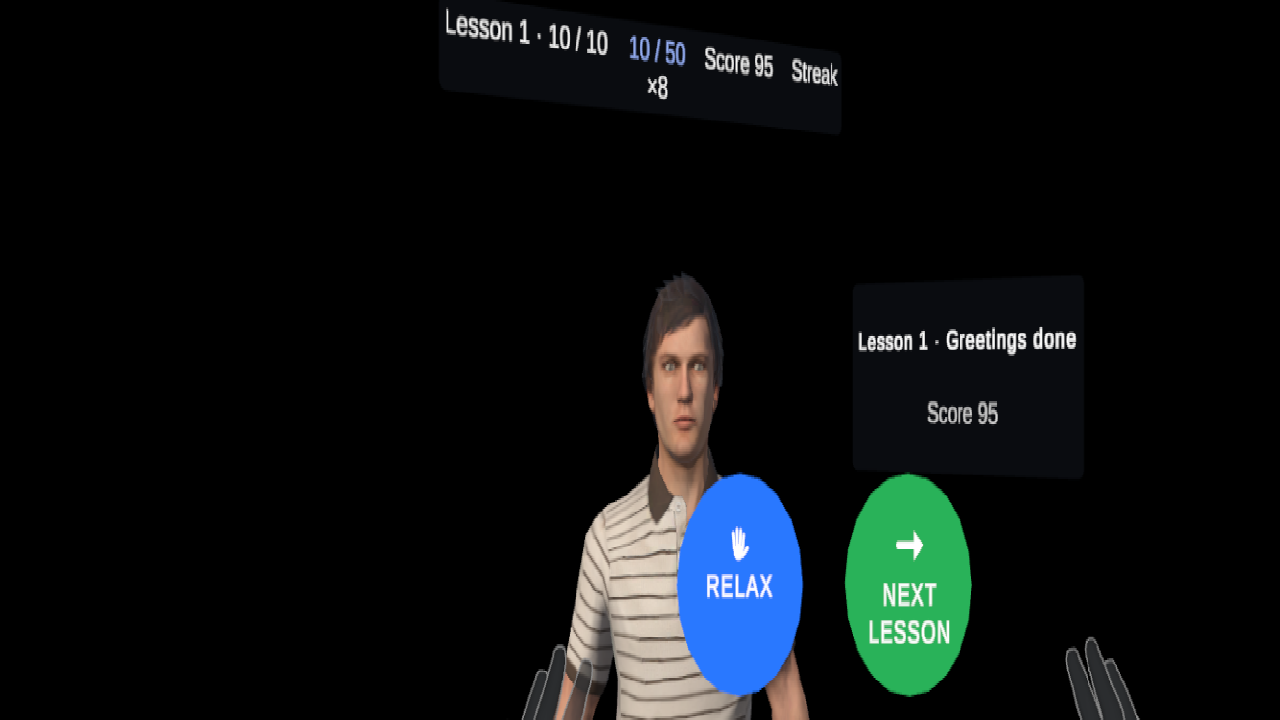 Lesson 1 · 10 / 10 10 / 50 Score 95 Streak
×8
Lesson 1 · Greetings done
Score 95
RELAX
NEXT
LESSON